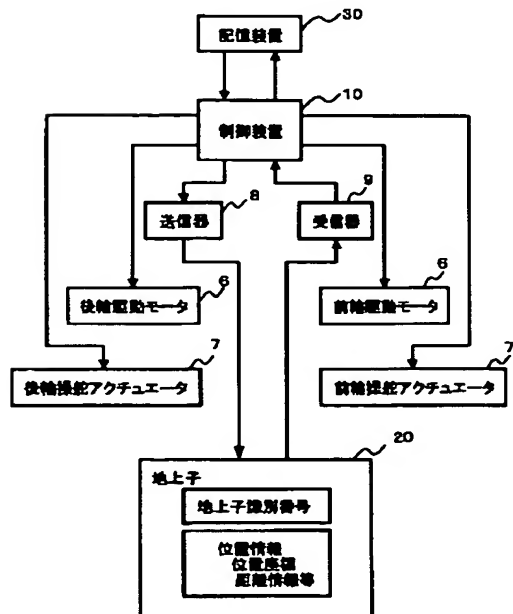 30
記憶装置
10
制御装置
8
送信器
9
受信器
6
後輪駆動モータ
6
前輪駆動モータ
7
後輪操舵アクチュエータ
7
前輪操舵アクチュエータ
20
地上子
地上子識別番号
位置情報
位置座標
距離情報等